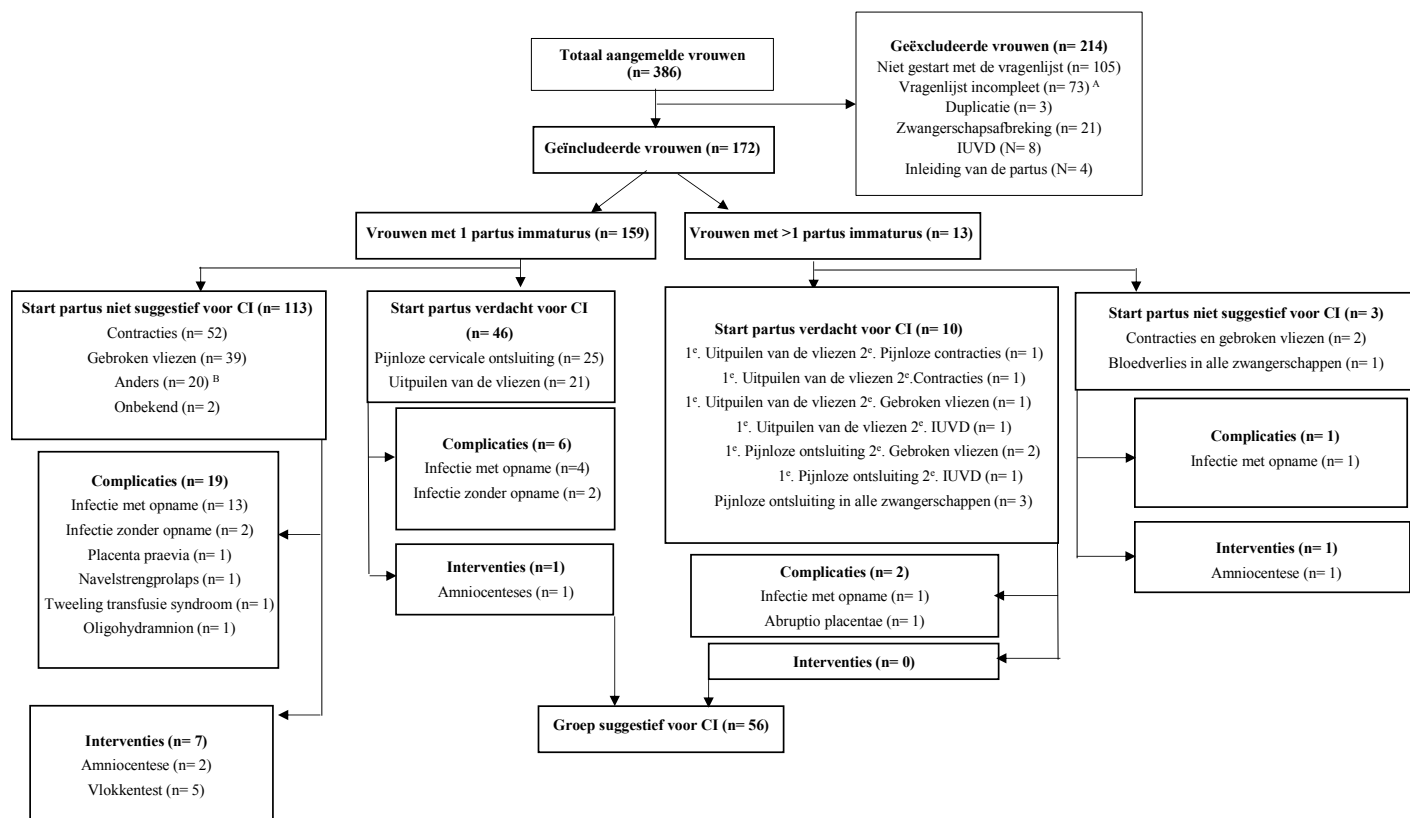 Totaal aangemelde vrouwen
(n= 386)
Geëxcludeerde vrouwen (n= 214)
Niet gestart met de vragenlijst (n= 105)
Vragenlijst incompleet (n= 73) A
Duplicatie (n= 3)
Zwangerschapsafbreking (n= 21)
IUVD (N= 8)
Inleiding van de partus (N= 4)
Geïncludeerde vrouwen (n= 172)
Vrouwen met 1 partus immaturus (n= 159)
Vrouwen met >1 partus immaturus (n= 13)
Start partus niet suggestief voor CI (n= 113)
Contracties (n= 52)
Gebroken vliezen (n= 39)
Anders (n= 20) B
Onbekend (n= 2)
Complicaties (n= 19)
Infectie met opname (n= 13)
Infectie zonder opname (n= 2)
Placenta praevia (n= 1)
Navelstrengprolaps (n= 1)
Tweeling transfusie syndroom (n= 1)
Oligohydramnion (n= 1)
Interventies (n= 7)
Amniocentese (n= 2)
Vlokkentest (n= 5)
Start partus verdacht voor CI
(n= 46)
Pijnloze cervicale ontsluiting (n= 25)
Uitpuilen van de vliezen (n= 21)
Complicaties (n= 6)
Infectie met opname (n=4)
Infectie zonder opname (n= 2)
Interventies (n=1)
Amniocenteses (n= 1)
Start partus verdacht voor CI (n= 10)
1e. Uitpuilen van de vliezen 2e. Pijnloze contracties (n= 1)
1e. Uitpuilen van de vliezen 2e.Contracties (n= 1)
1e. Uitpuilen van de vliezen 2e. Gebroken vliezen (n= 1)
1e. Uitpuilen van de vliezen 2e. IUVD (n= 1)
1e. Pijnloze ontsluiting 2e. Gebroken vliezen (n= 2)
1e. Pijnloze ontsluiting 2e. IUVD (n= 1)
Pijnloze ontsluiting in alle zwangerschappen (n= 3)
Complicaties (n= 2)
Infectie met opname (n= 1)
Abruptio placentae (n= 1)
Interventies (n= 0)
Start partus niet suggestief voor CI (n= 3)
Contracties en gebroken vliezen (n= 2)
Bloedverlies in alle zwangerschappen (n= 1)
Complicaties (n= 1)
Infectie met opname (n= 1)
Interventies (n= 1)
Amniocentese (n= 1)
Groep suggestief voor CI (n= 56)